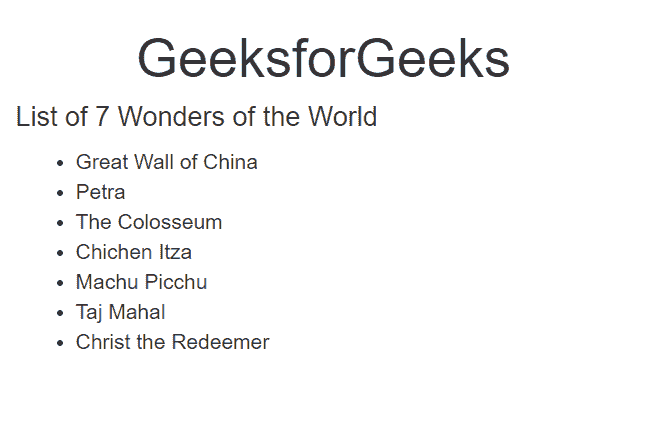 GeeksforGeeks
List of 7 Wonders of the World
• Great Wall of China
• Petra
• The Colosseum
• Chichen Itza
• Machu Picchu
• Taj Mahal
• Christ the Redeemer